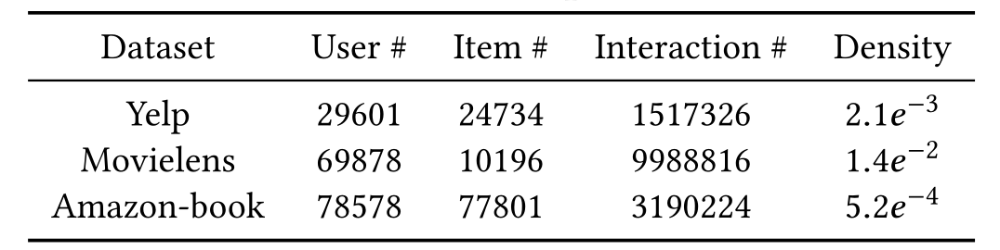 Dataset User # Item # Interaction # Density
Yelp 29601 24734 1517326 2.1e⁻³
Movielens 69878 10196 9988816 1.4e⁻²
Amazon-book 78578 77801 3190224 5.2e⁻⁴